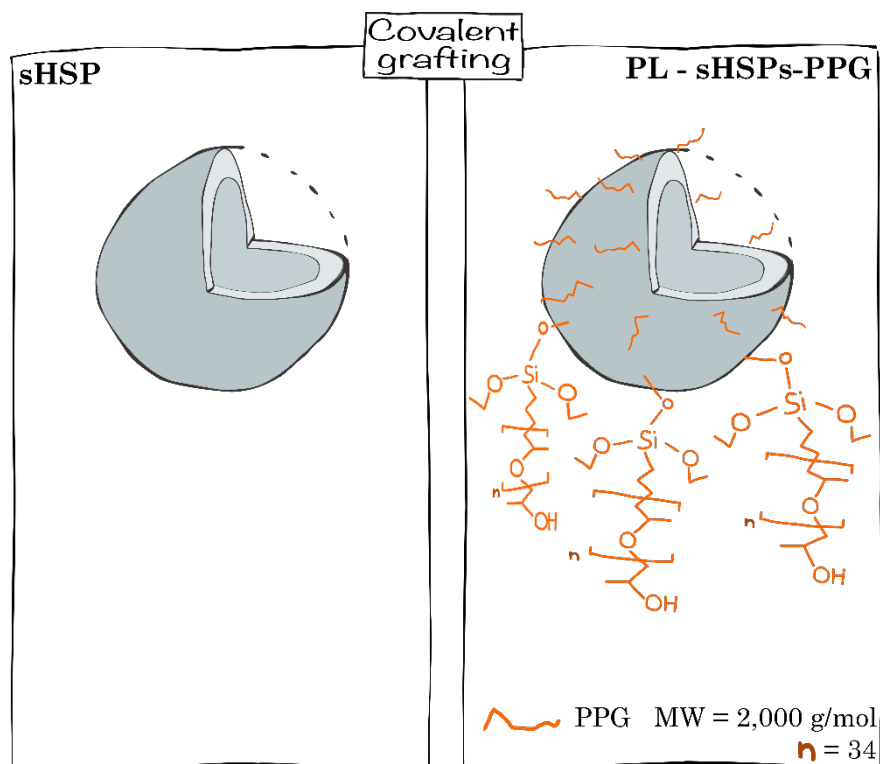 Covalent
grafting
sHSP
PL - sHSPs-PPG
O
Si
O
O
O
n
OH
O
Si
O
O
O
n
OH
O
Si
O
O
O
n
OH
PPG MW = 2,000 g/mol
n = 34